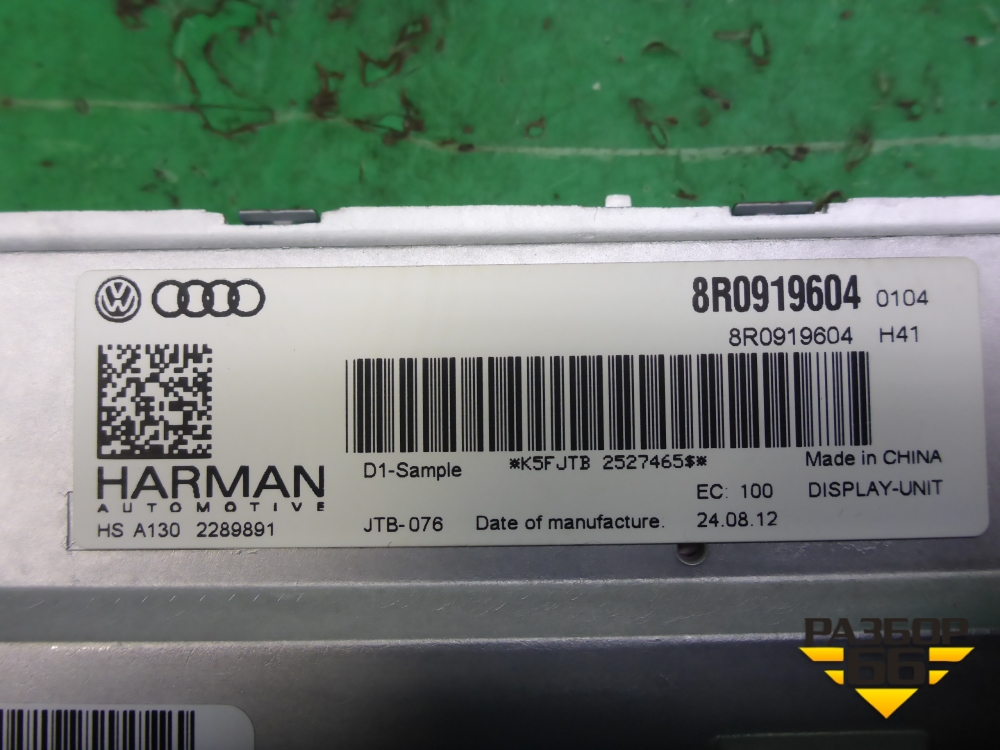 8R0919604 0104
8R0919604 H41
D1-Sample *K5FJTB 2527465$* Made in CHINA
HARMAN
AUTOMOTIVE
EC: 100 DISPLAY-UNIT
HS A130 2289891 JTB-076 Date of manufacture. 24.08.12
РАЗБОР
66